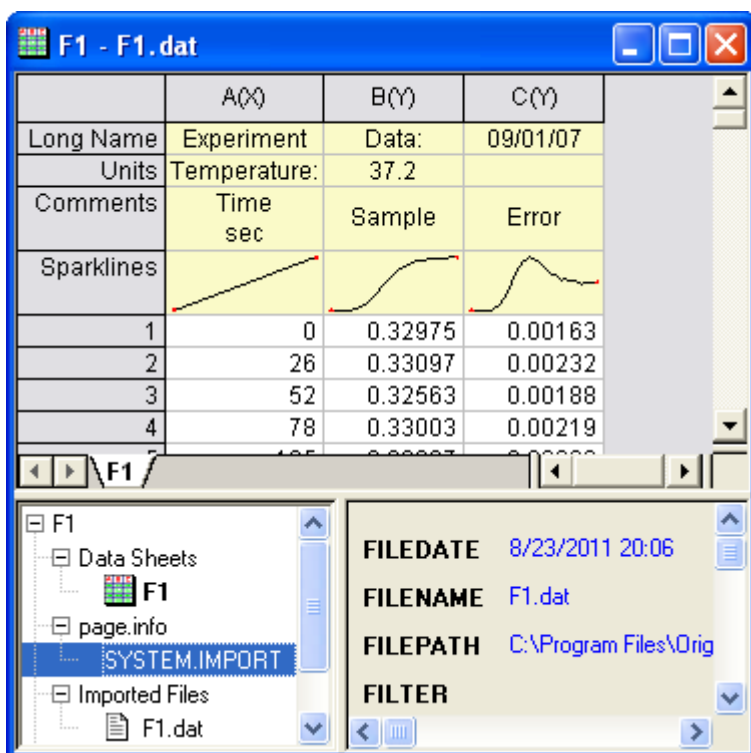 F1 - F1.dat
A(X) B(Y) C(Y)
Long Name Experiment Data: 09/01/07
Units Temperature: 37.2
Comments Time sec Sample Error
Sparklines
1 0 0.32975 0.00163
2 26 0.33097 0.00232
3 52 0.32563 0.00188
4 78 0.33003 0.00219
F1
F1
Data Sheets
F1
page.info
SYSTEM.IMPORT
Imported Files
F1.dat
FILEDATE 8/23/2011 20:06
FILENAME F1.dat
FILEPATH C:\Program Files\Orig
FILTER